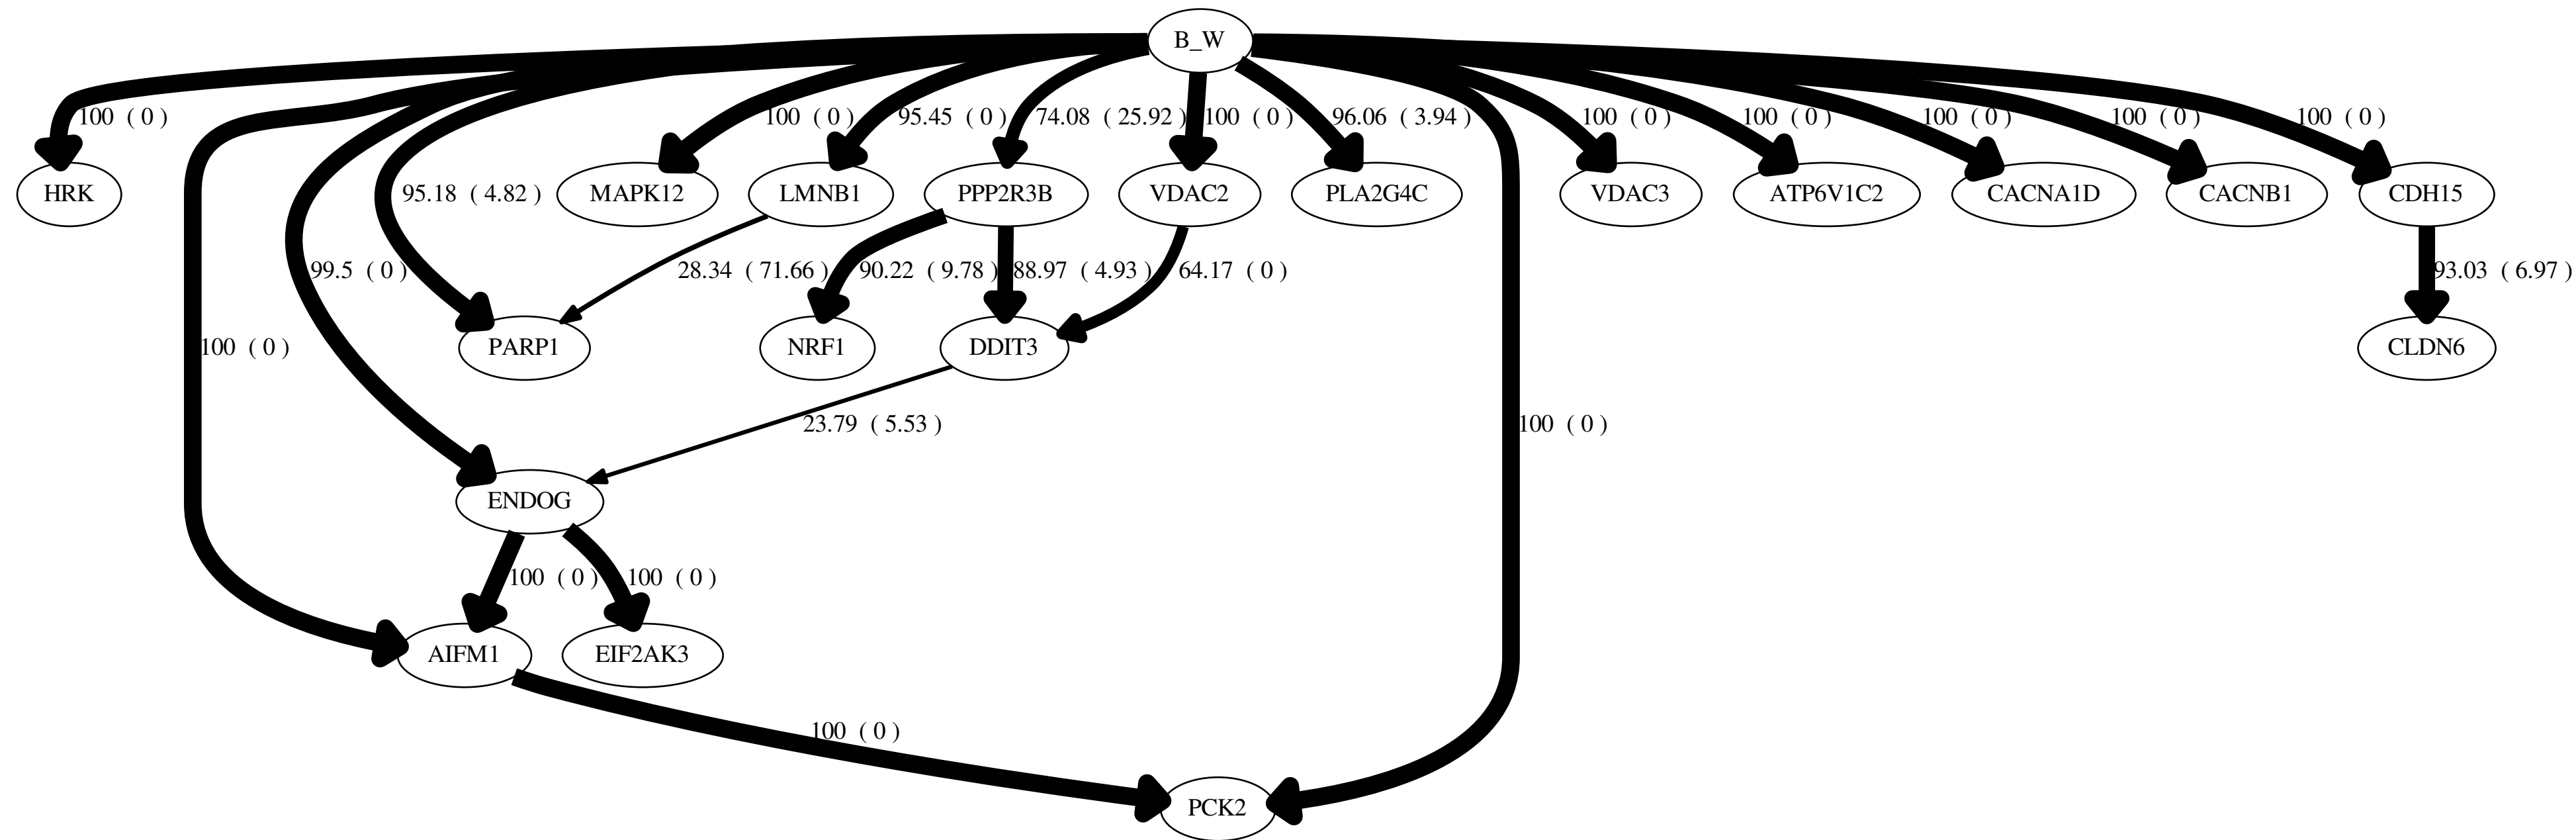 B_W
100 ( 0 )
100 ( 0 )
95.45 ( 0 )
74.08 ( 25.92 )
100 ( 0 )
96.06 ( 3.94 )
100 ( 0 )
100 ( 0 )
100 ( 0 )
100 ( 0 )
100 ( 0 )
HRK
95.18 ( 4.82 )
MAPK12
LMNB1
PPP2R3B
VDAC2
PLA2G4C
VDAC3
ATP6V1C2
CACNA1D
CACNB1
CDH15
99.5 ( 0 )
28.34 ( 71.66 )
90.22 ( 9.78 )
88.97 ( 4.93 )
64.17 ( 0 )
93.03 ( 6.97 )
100 ( 0 )
PARP1
NRF1
DDIT3
CLDN6
23.79 ( 5.53 )
100 ( 0 )
ENDOG
100 ( 0 )
100 ( 0 )
AIFM1
EIF2AK3
100 ( 0 )
PCK2